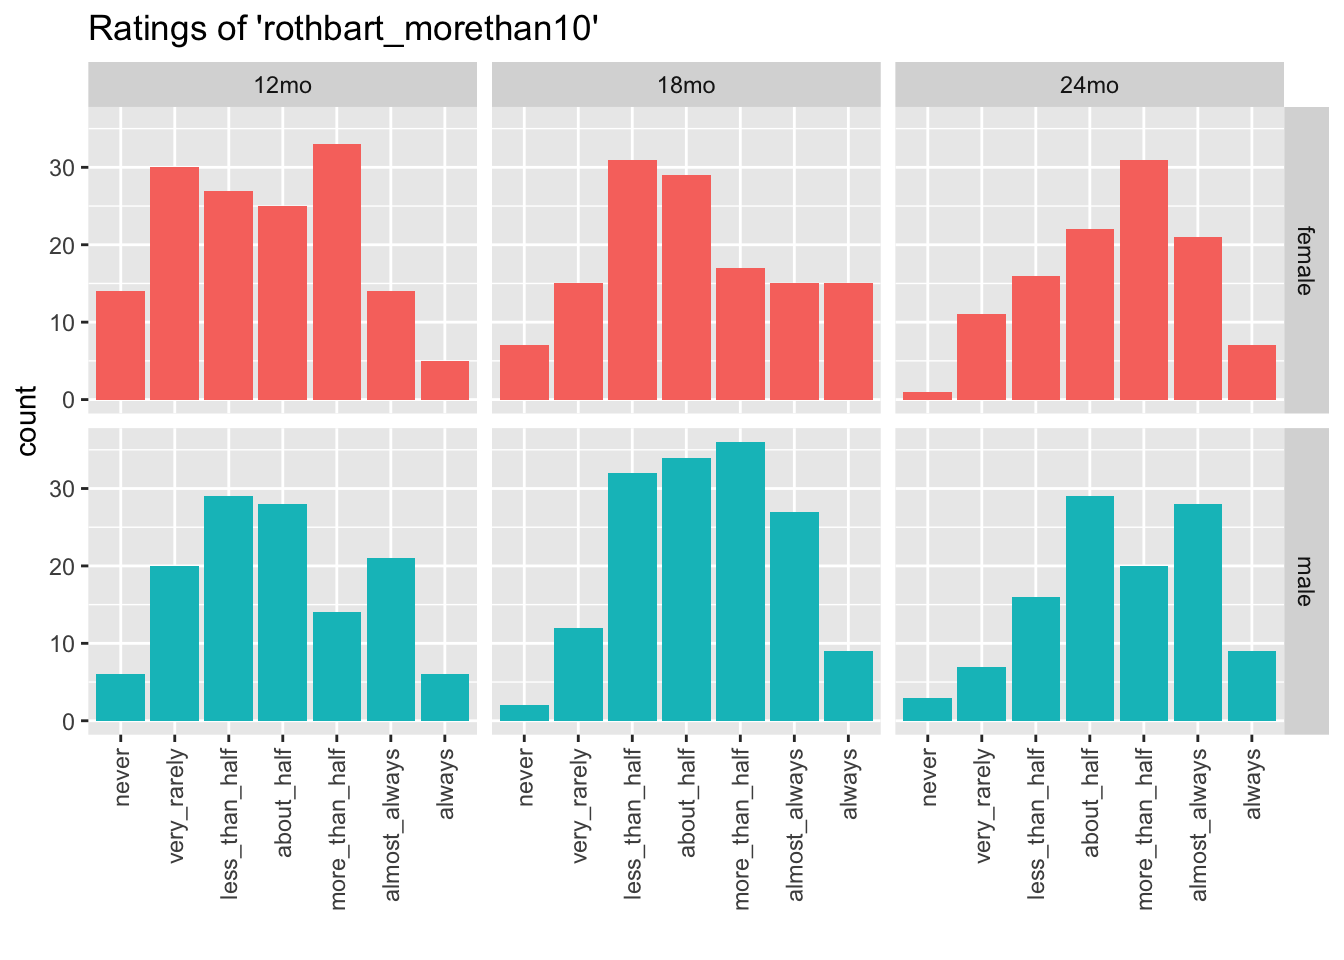 Ratings of 'rothbart_morethan10'
12mo 18mo 24mo
30
20
10
0
female
count
30
20
10
0
male
never very_rarely less_than_half about_half more_than_half almost_always always never very_rarely less_than_half about_half more_than_half almost_always always never very_rarely less_than_half about_half more_than_half almost_always always